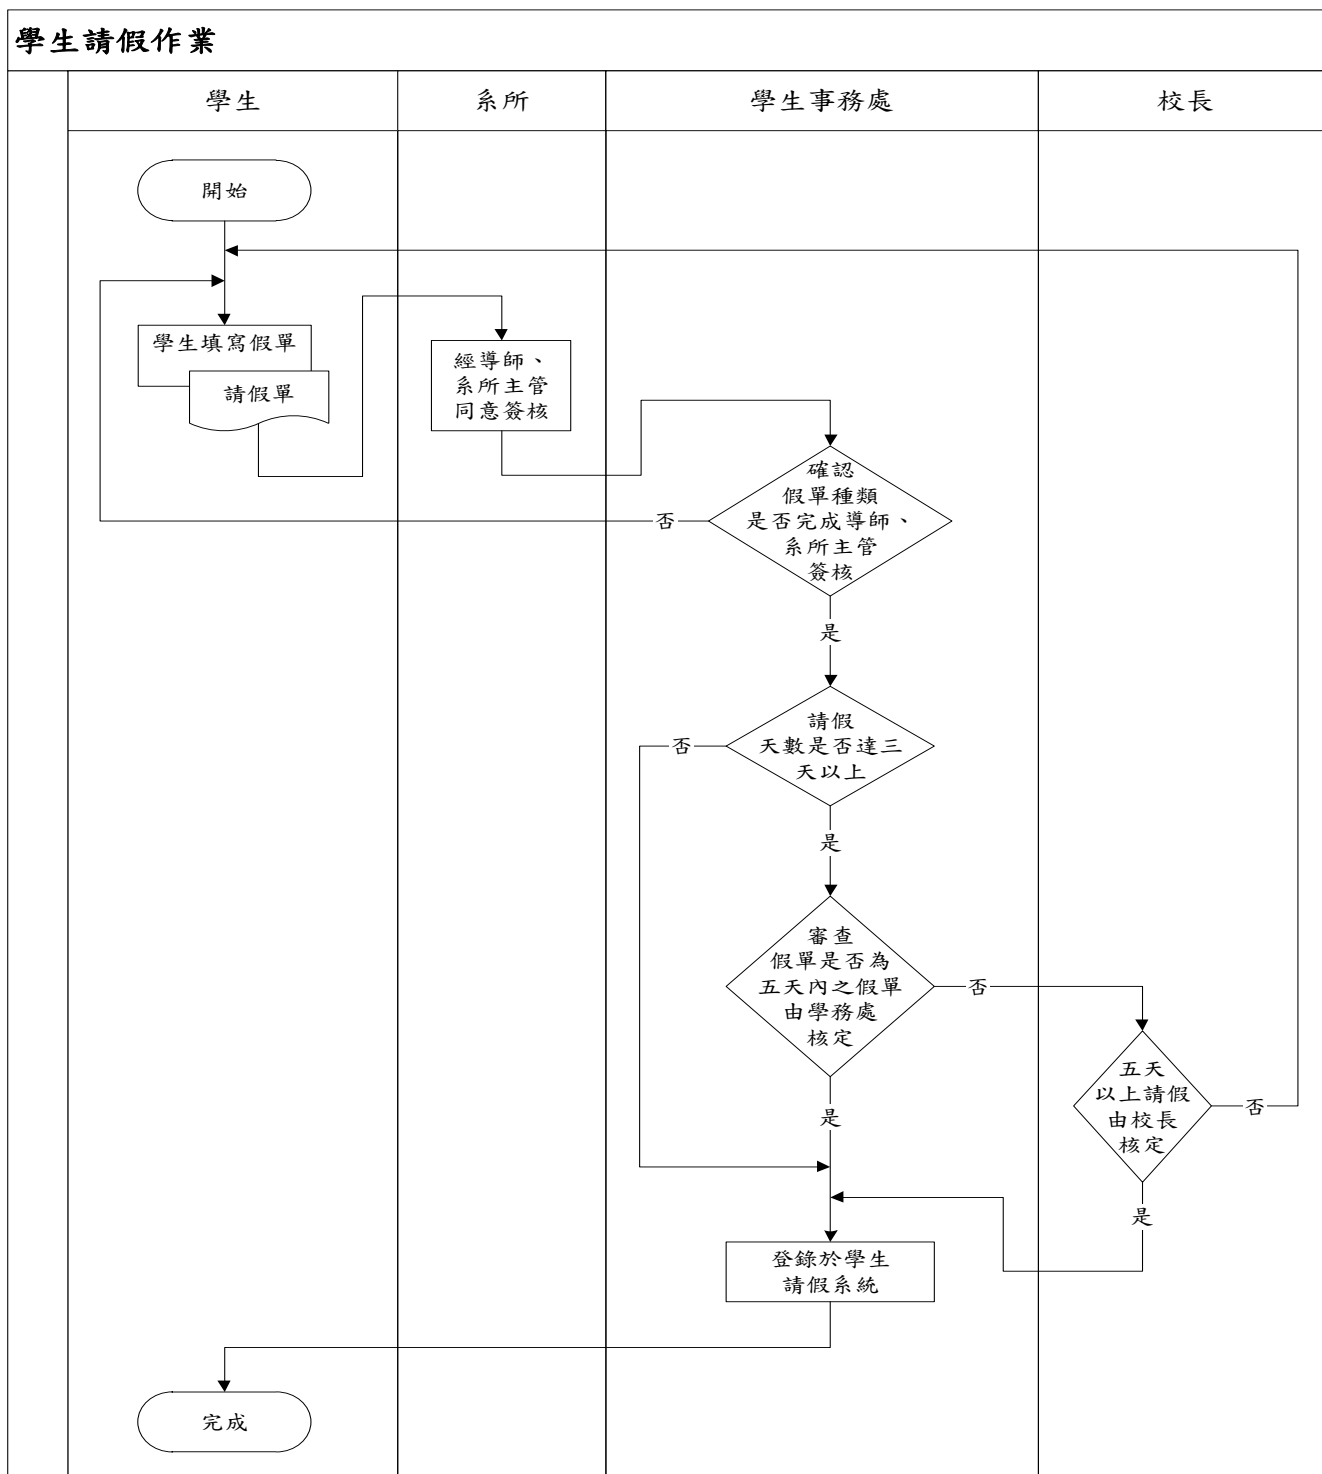 學生請假作業
學生
系所
學生事務處
校長
開始
學生填寫假單
請假單
經導師、
系所主管
同意簽核
確認
假單種類
是否完成導師、
系所主管
簽核
否
是
請假
天數是否達三
天以上
否
是
審查
假單是否為
五天內之假單
由學務處
核定
否
是
五天
以上請假
由校長
核定
否
是
登錄於學生
請假系統
完成